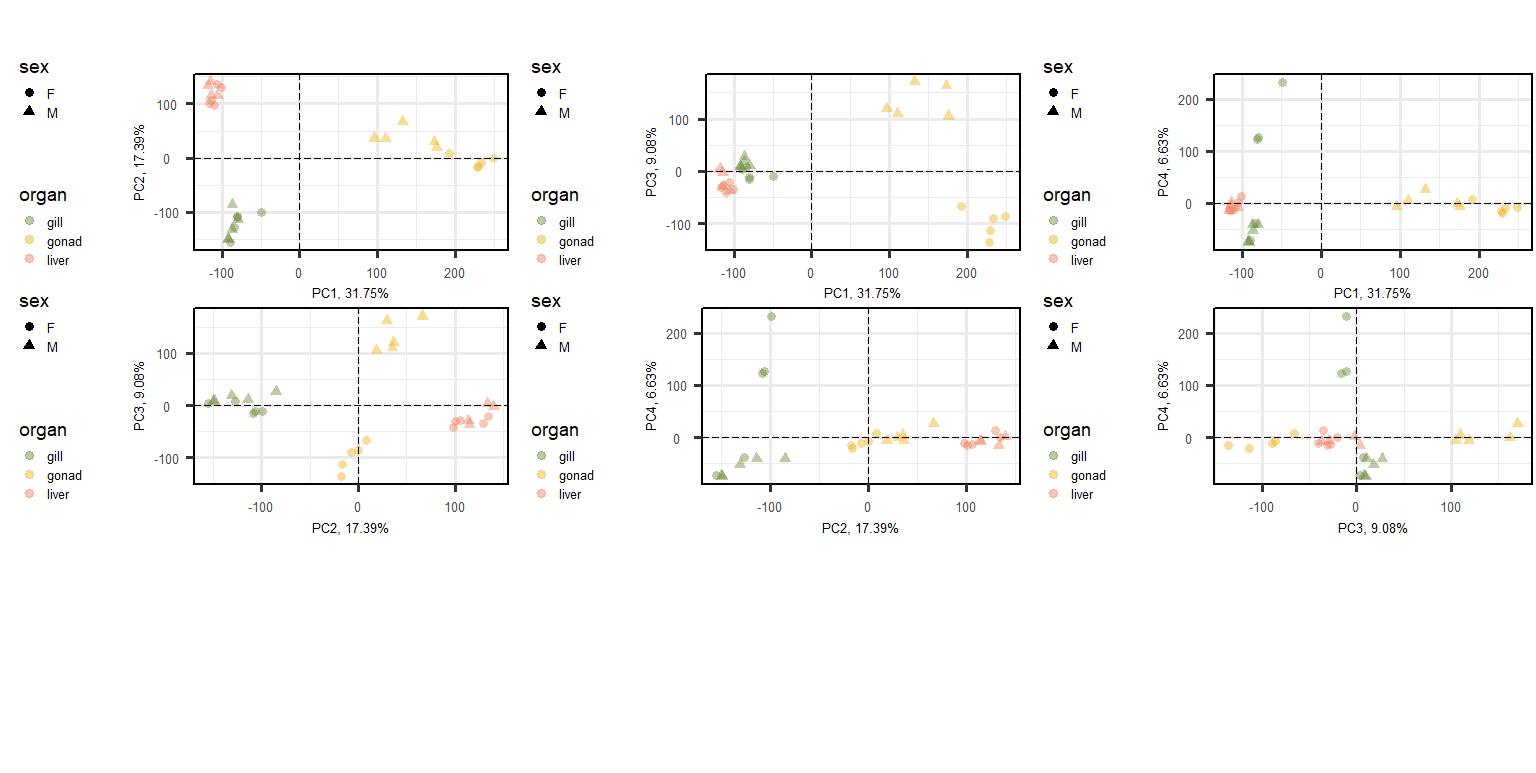 sex
F
M
organ
gill
gonad
liver
PC2, 17.39%
100
0
-100
-100
0
100
200
PC1, 31.75%
sex
F
M
organ
gill
gonad
liver
PC3, 9.08%
100
0
-100
-100
0
100
200
PC1, 31.75%
sex
F
M
organ
gill
gonad
liver
PC4, 6.63%
200
100
0
-100
0
100
200
PC1, 31.75%
sex
F
M
organ
gill
gonad
liver
PC3, 9.08%
100
0
-100
-100
0
100
PC2, 17.39%
sex
F
M
organ
gill
gonad
liver
PC4, 6.63%
200
100
0
-100
0
100
PC2, 17.39%
sex
F
M
organ
gill
gonad
liver
PC4, 6.63%
200
100
0
-100
0
100
PC3, 9.08%